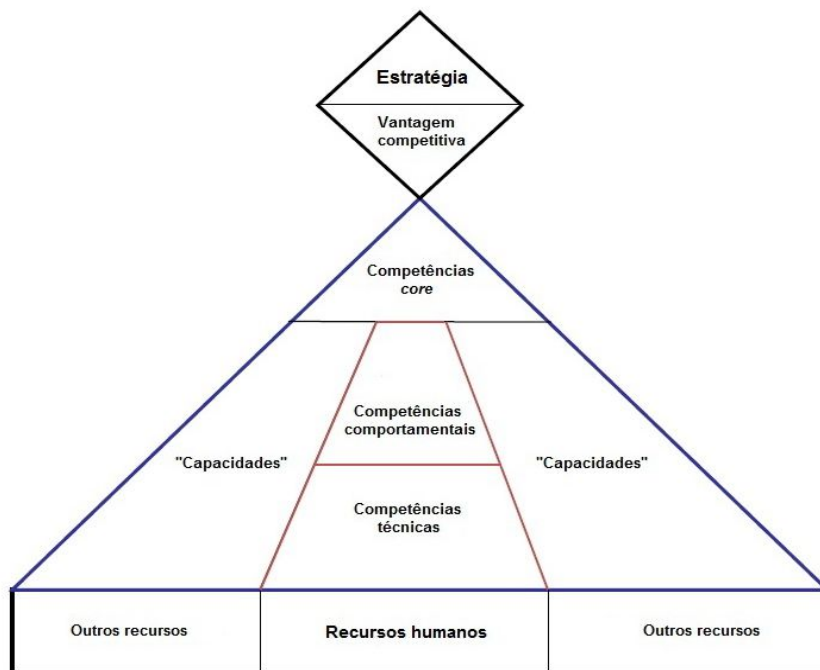 Estratégia
Vantagem
competitiva
Competências
core
Competências
comportamentais
"Capacidades"
"Capacidades"
Competências
técnicas
Outros recursos
Recursos humanos
Outros recursos